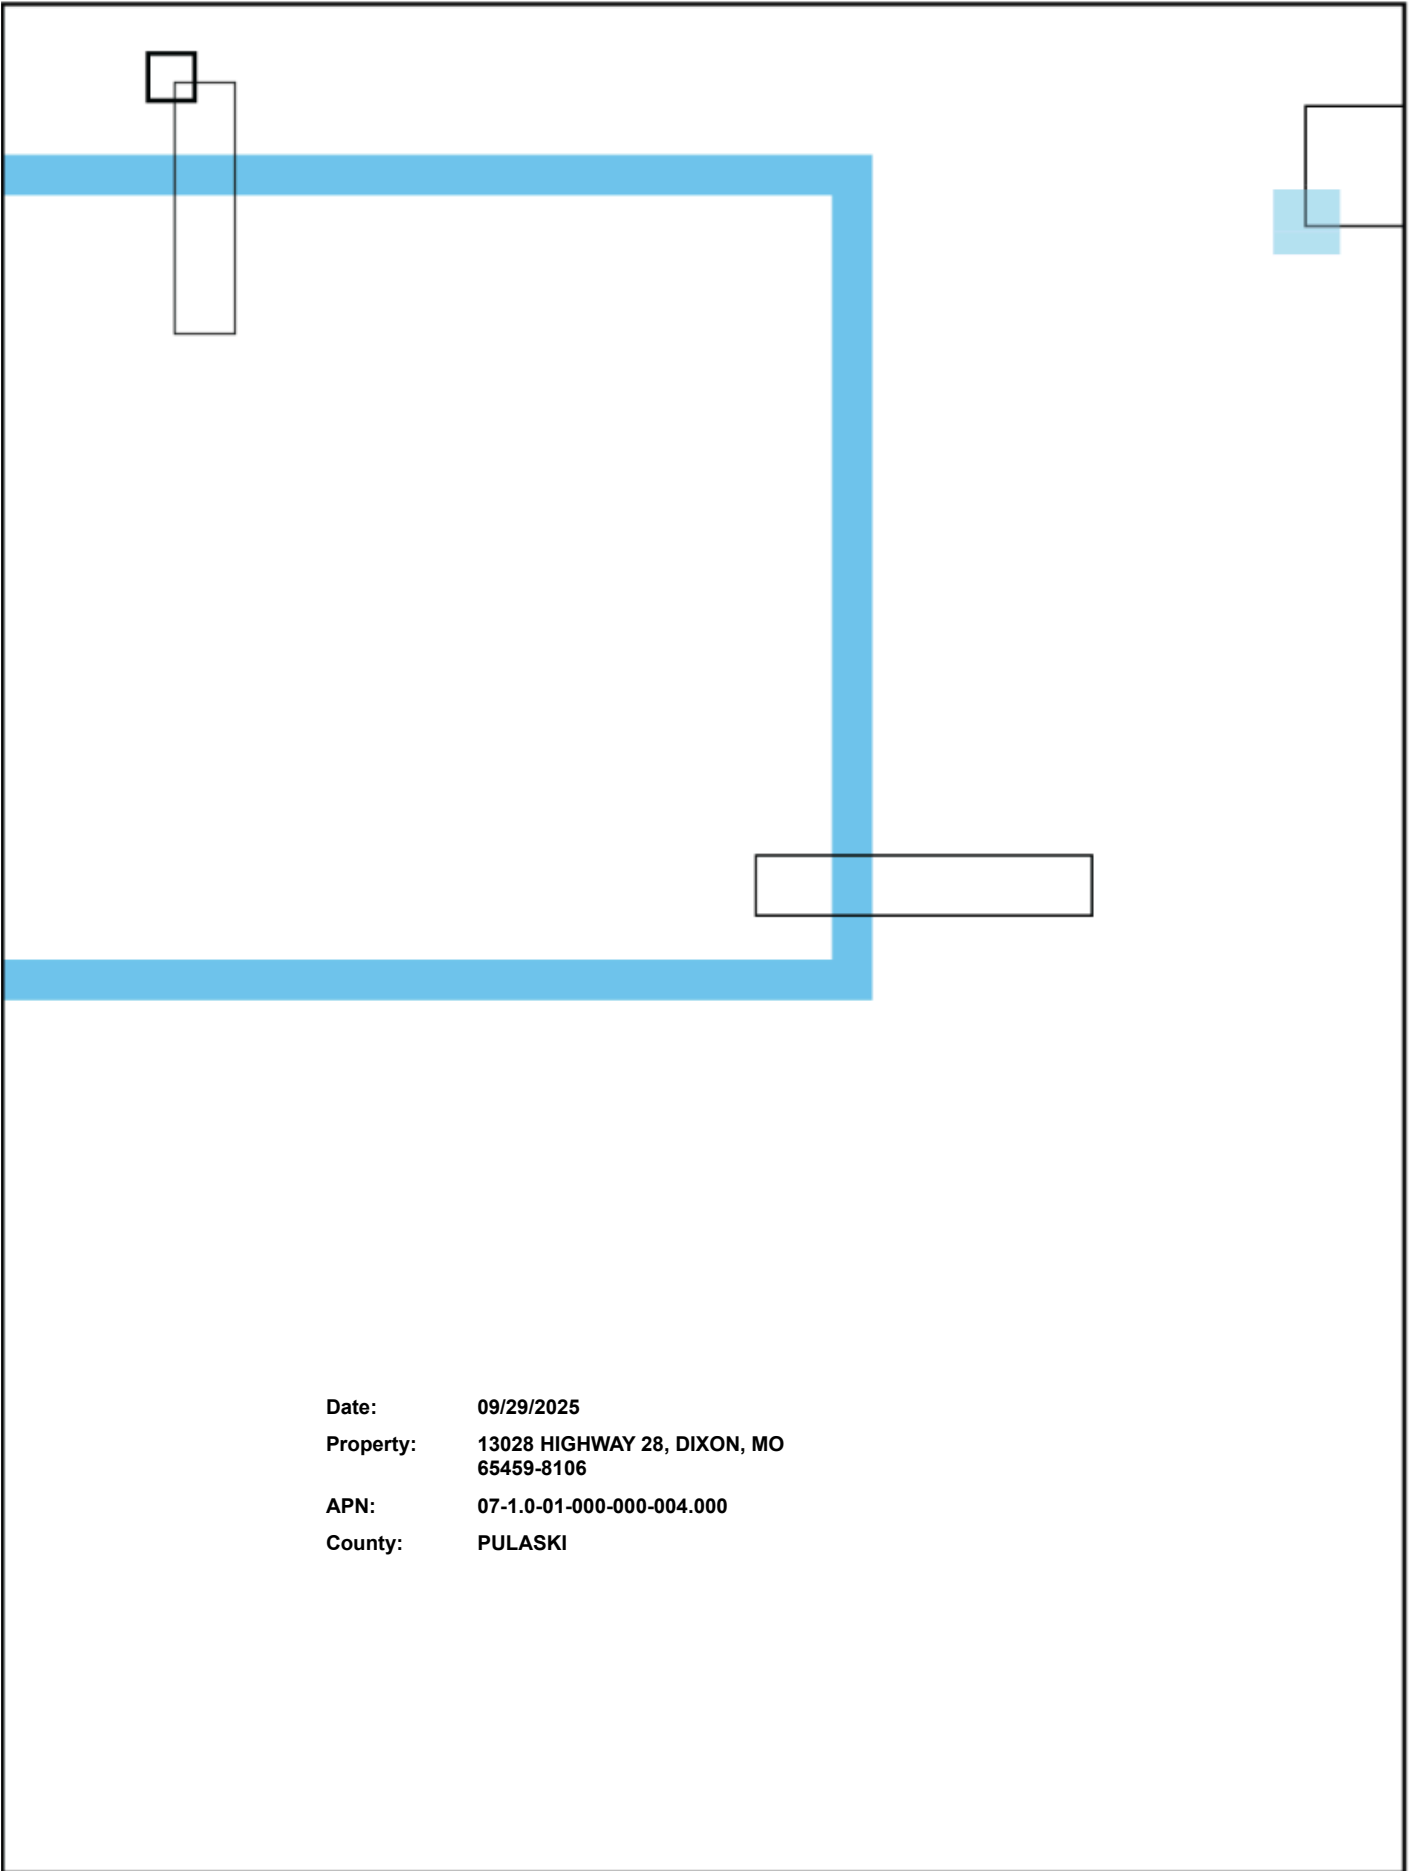 Date: 09/29/2025
Property: 13028 HIGHWAY 28, DIXON, MO
65459-8106
APN: 07-1.0-01-000-000-004.000
County: PULASKI